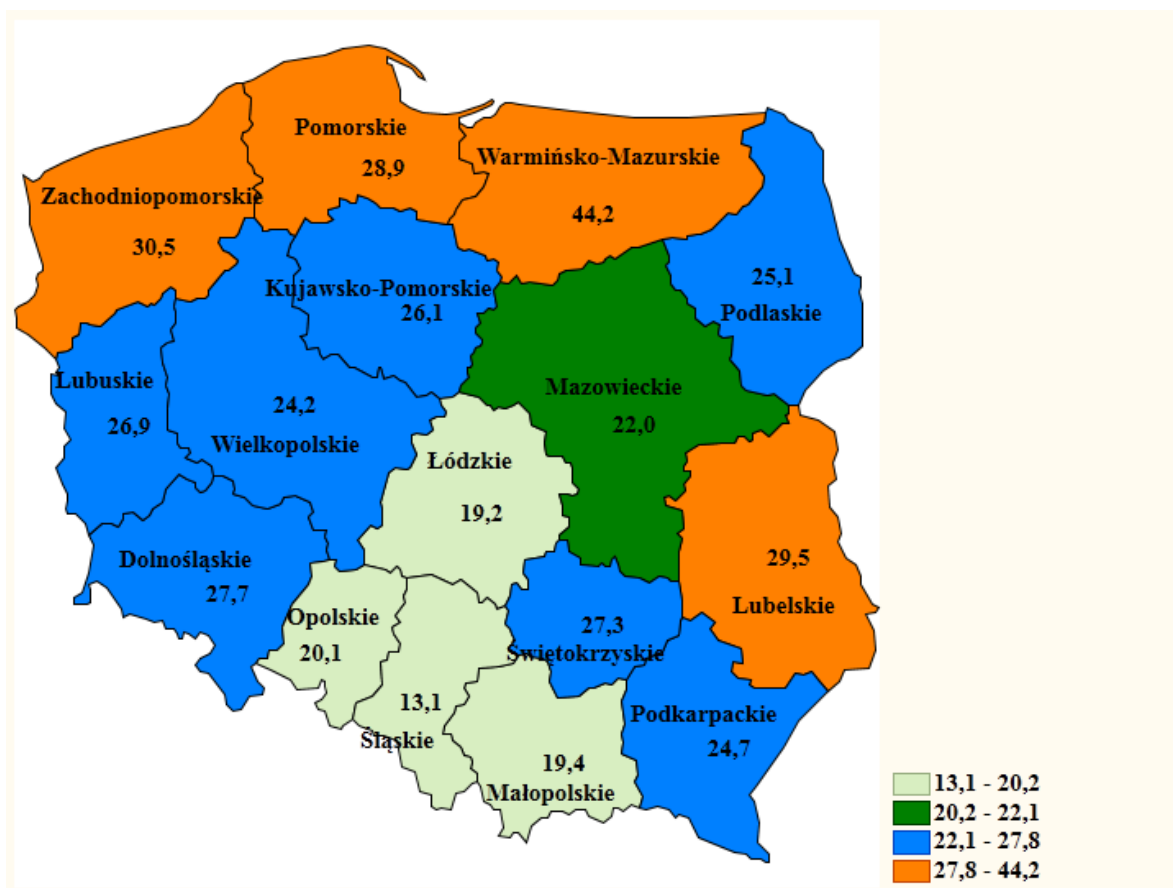 Pomorskie
28,9
Warmińsko-Mazurskie
44,2
Zachodniopomorskie
30,5
Kujawsko-Pomorskie
26,1
25,1
Podlaskie
Lubuskie
26,9
24,2
Wielkopolskie
Mazowieckie
22,0
Łódzkie
19,2
Dolnośląskie
27,7
29,5
Lubelskie
Opolskie
20,1
27,3
Świętokrzyskie
13,1
Śląskie
Podkarpackie
24,7
19,4
Małopolskie
13,1 - 20,2
20,2 - 22,1
22,1 - 27,8
27,8 - 44,2